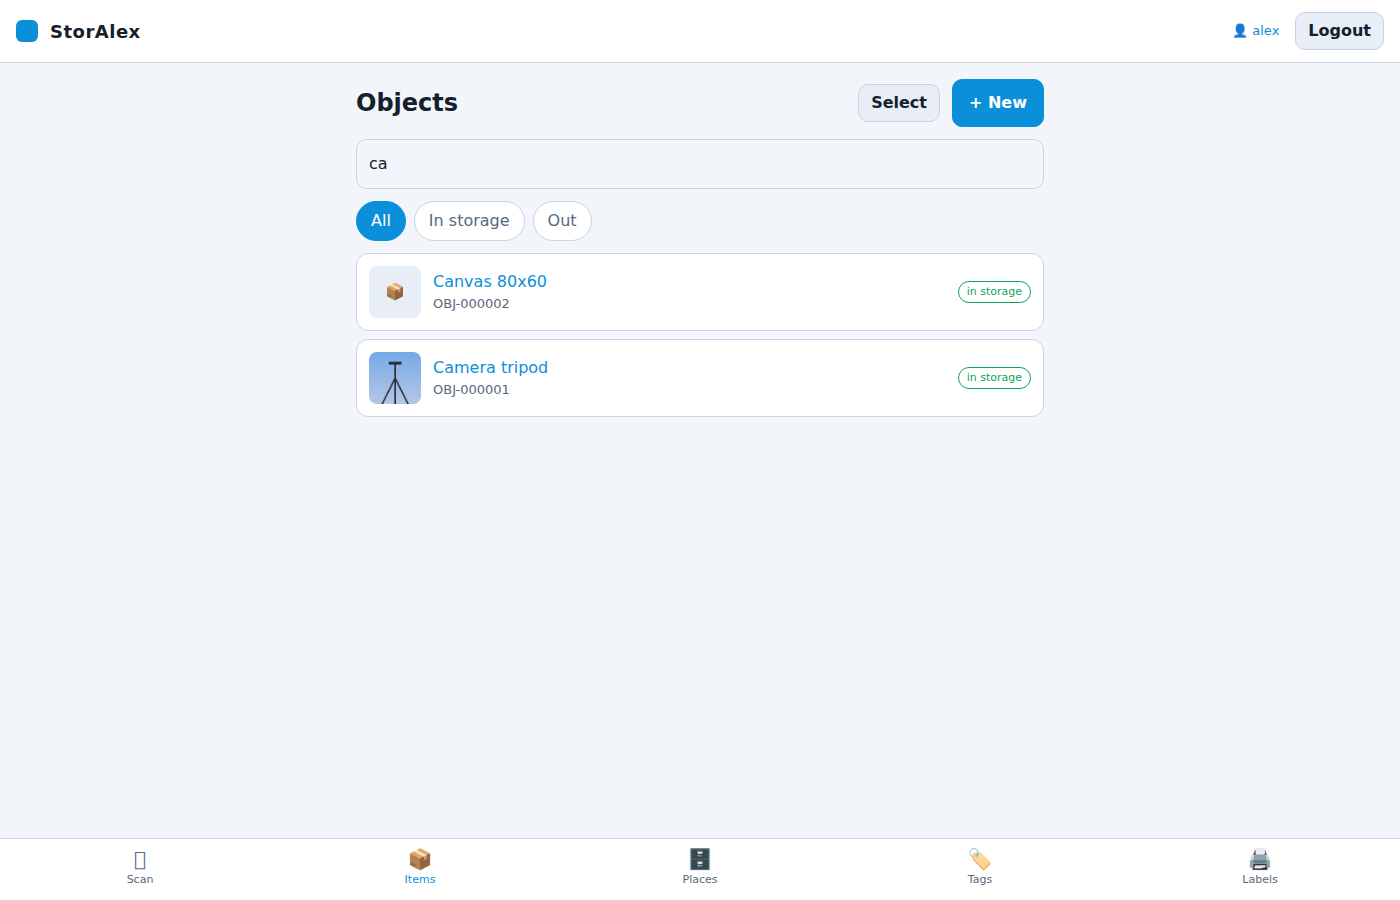 StorAlex
alex
Logout
Objects
Select
+ New
ca
All
In storage
Out
Canvas 80x60
OBJ-000002
in storage
Camera tripod
OBJ-000001
in storage
Scan
Items
Places
Tags
Labels